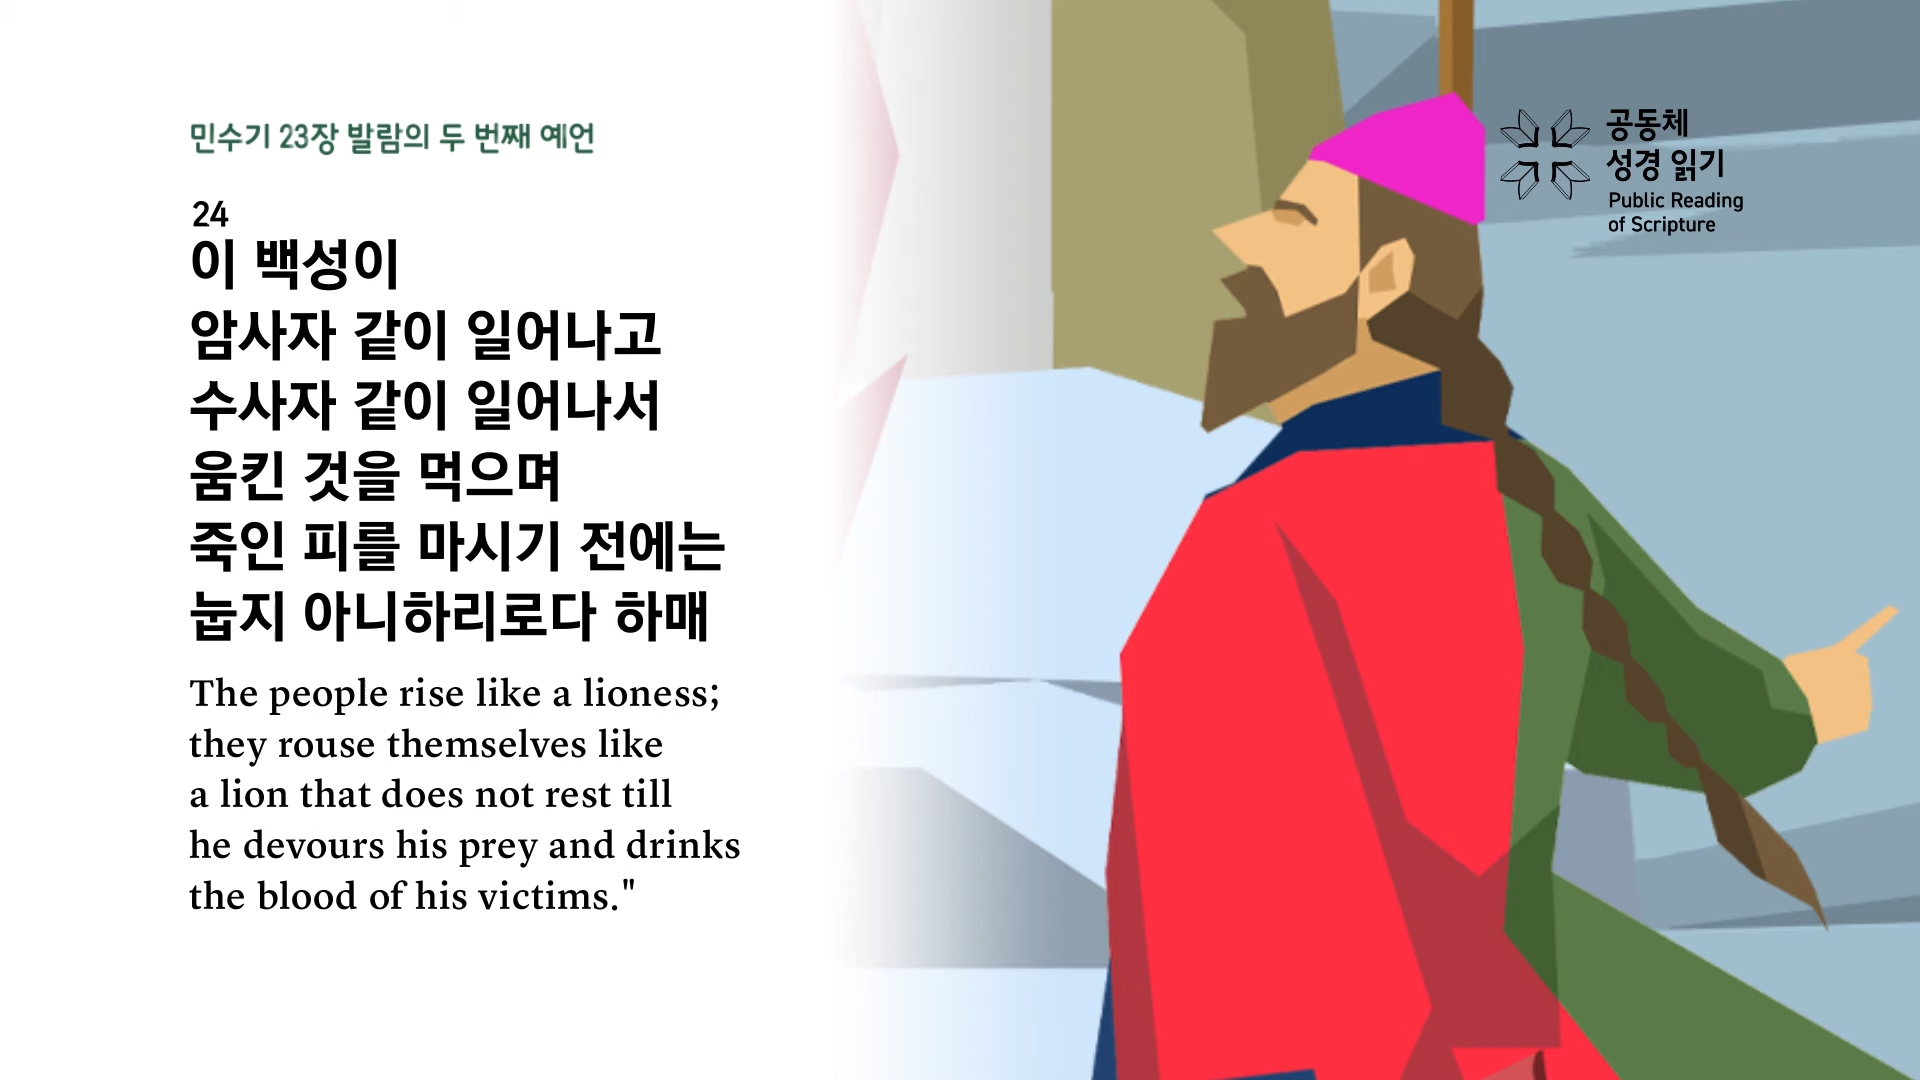 민수기 23장 발람의 두 번째 예언
24
이 백성이
암사자 같이 일어나고
수사자 같이 일어나서
움킨 것을 먹으며
죽인 피를 마시기 전에는
눕지 아니하리로다 하매
The people rise like a lioness;
they rouse themselves like
a lion that does not rest till
he devours his prey and drinks
the blood of his victims."
공동체
성경 읽기
Public Reading
of Scripture